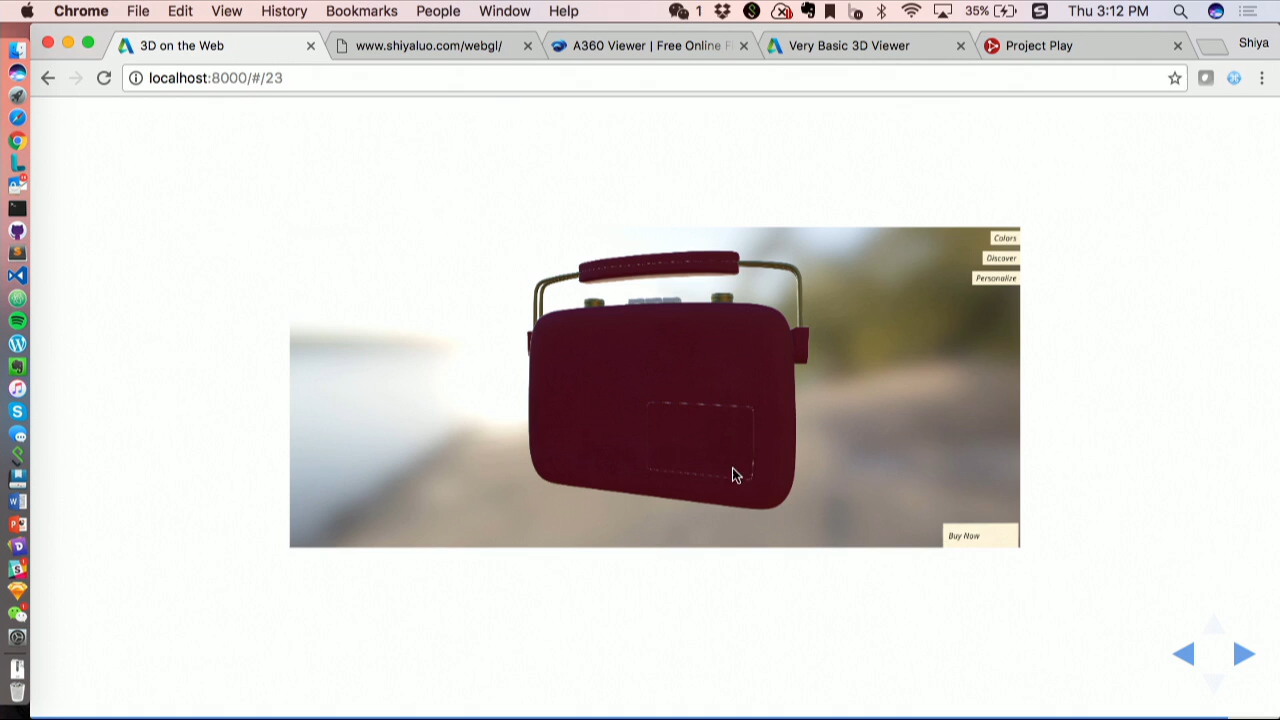 Chrome File Edit View History Bookmarks People Window Help 1 35% Thu 3:12 PM
3D on the Web www.shiyaluo.com/webgl/ A360 Viewer | Free Online F Very Basic 3D Viewer Project Play Shiya
localhost:8000/#/23
Colors
Discover
Personalize
Buy Now